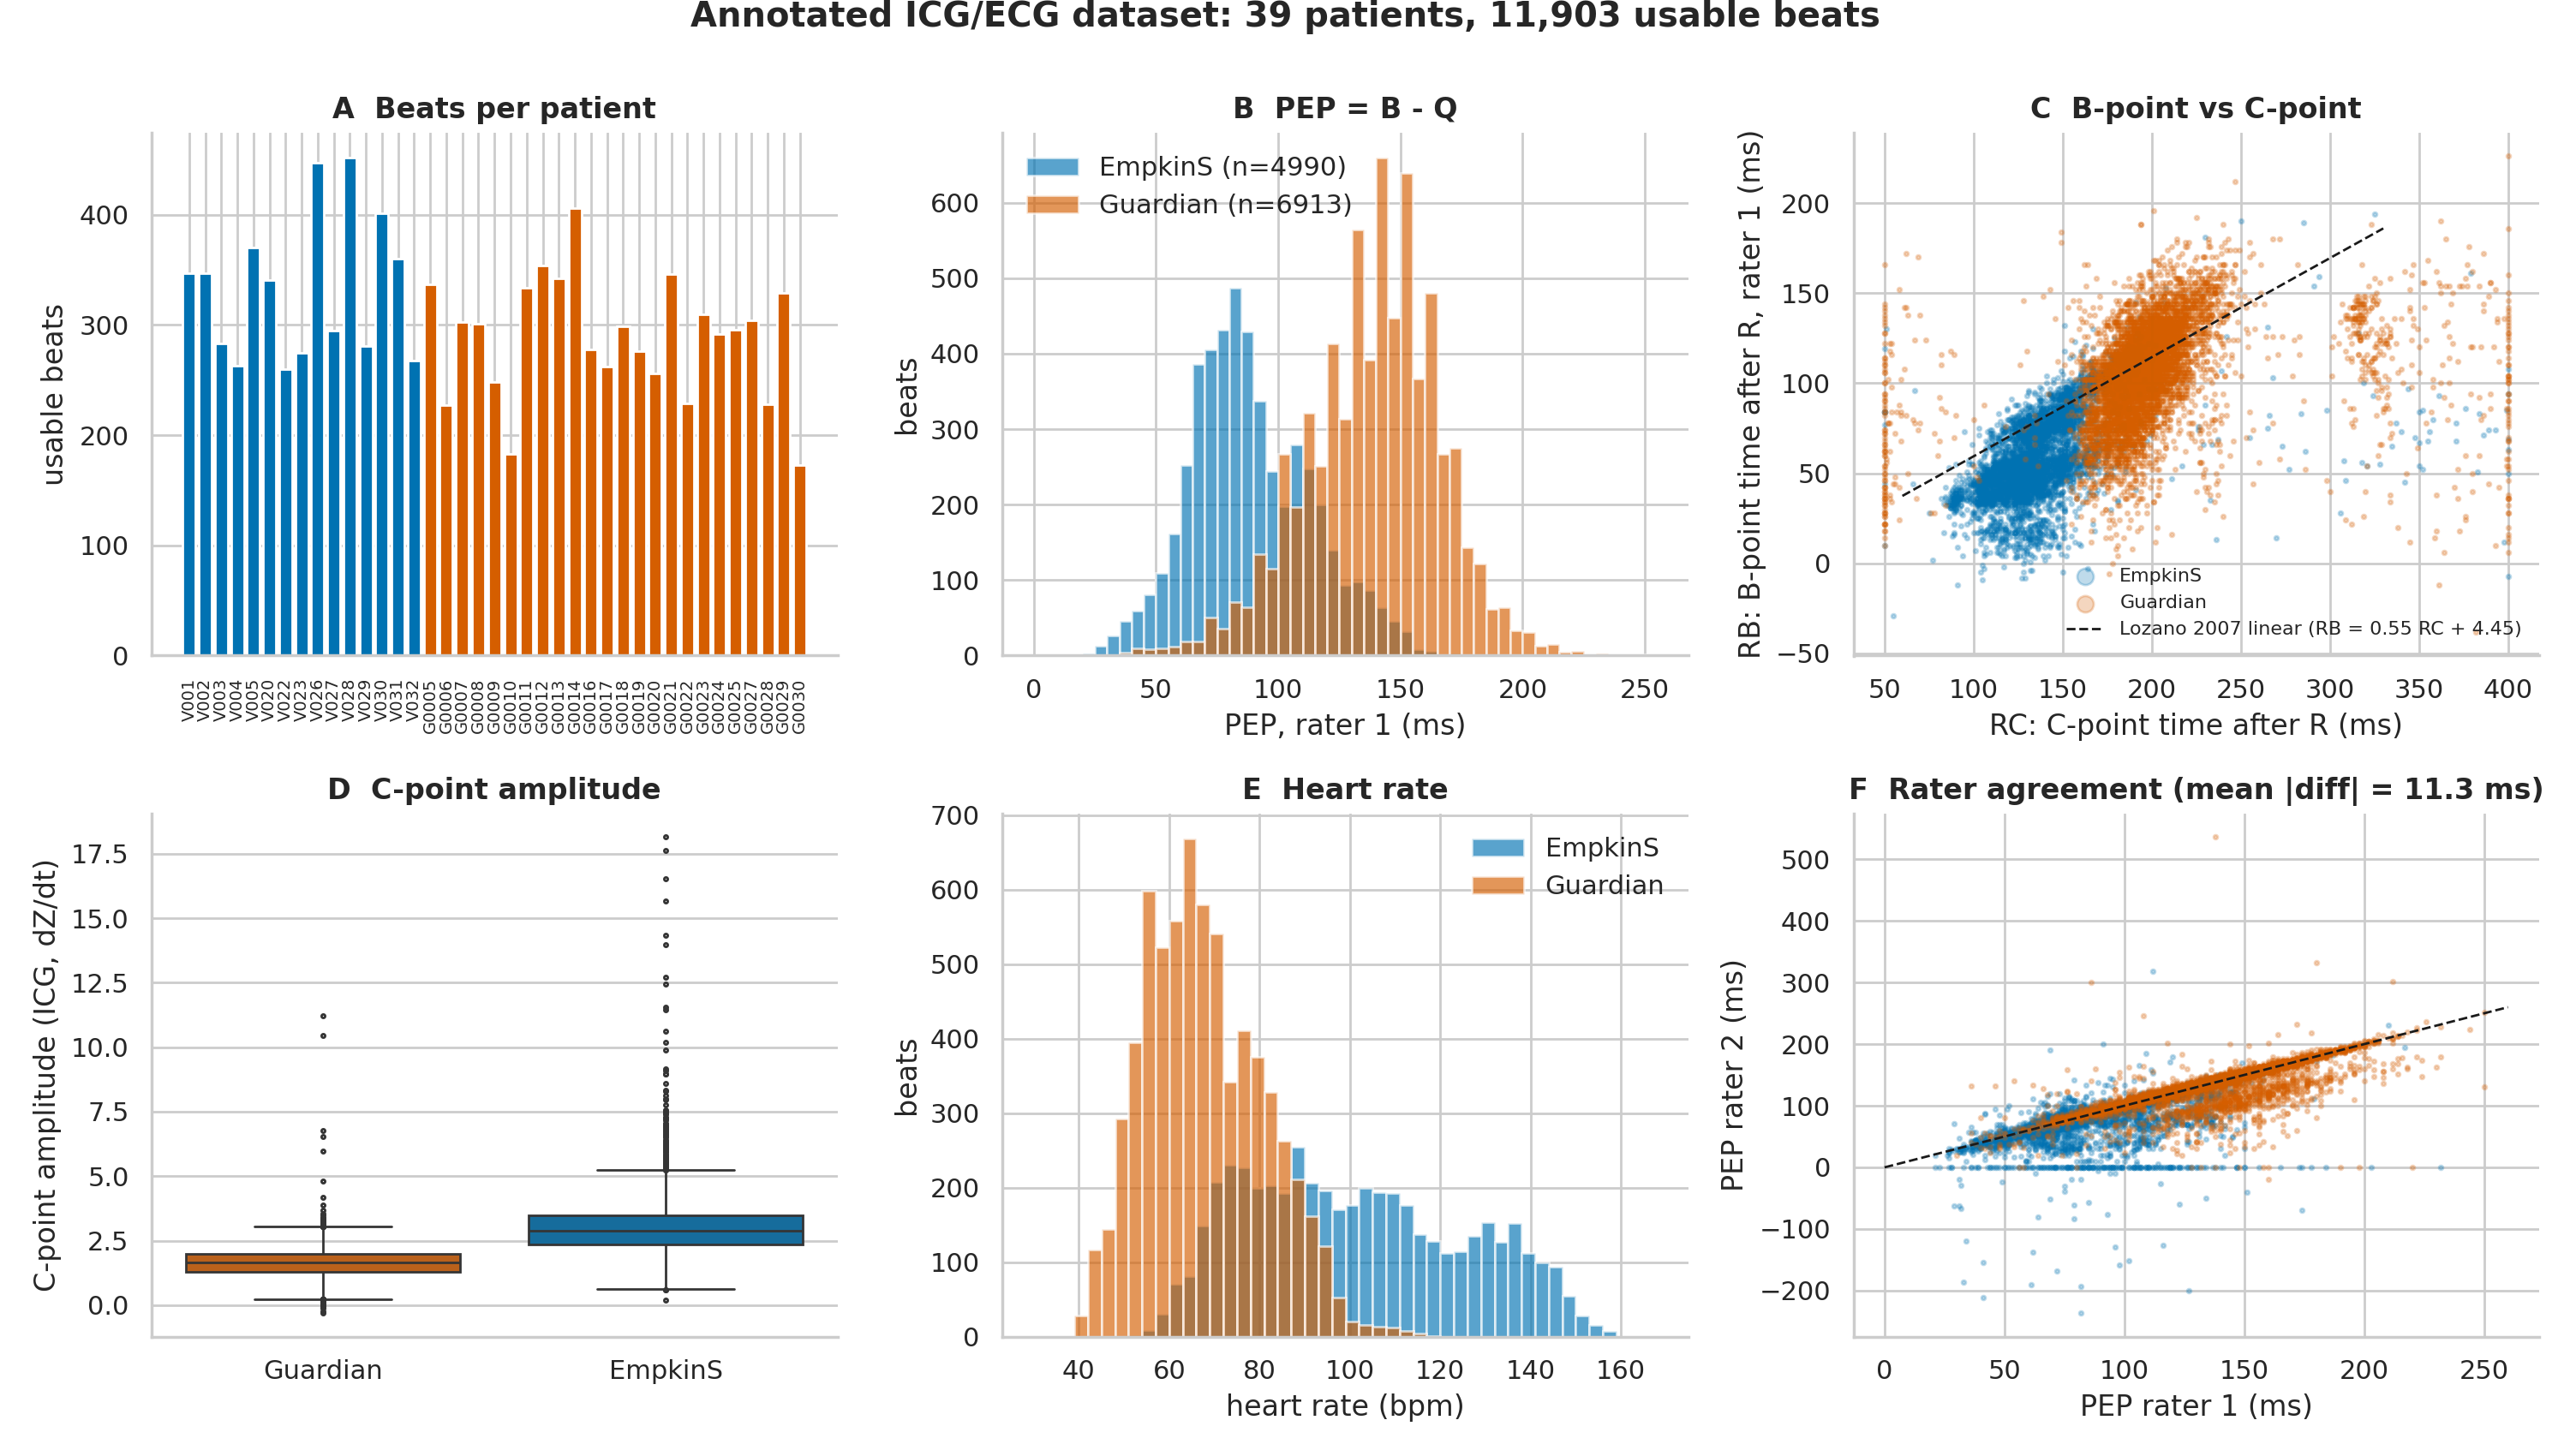 Annotated ICG/ECG dataset: 39 patients, 11,903 usable beats
A Beats per patient
usable beats
400
300
200
100
0
V001 V002 V003 V004 V005 V020 V022 V023 V026 V027 V028 V029 V030 V031 V032 G0005 G0006 G0007 G0008 G0009 G0010 G0011 G0012 G0013 G0014 G0016 G0017 G0018 G0019 G0020 G0021 G0022 G0023 G0024 G0025 G0027 G0028 G0029 G0030
B PEP = B - Q
EmpkinS (n=4990)
Guardian (n=6913)
beats
600
500
400
300
200
100
0
0 50 100 150 200 250
PEP, rater 1 (ms)
C B-point vs C-point
RB: B-point time after R, rater 1 (ms)
200
150
100
50
0
−50
EmpkinS
Guardian
Lozano 2007 linear (RB = 0.55 RC + 4.45)
50 100 150 200 250 300 350 400
RC: C-point time after R (ms)
D C-point amplitude
C-point amplitude (ICG, dZ/dt)
17.5
15.0
12.5
10.0
7.5
5.0
2.5
0.0
Guardian EmpkinS
E Heart rate
EmpkinS
Guardian
beats
700
600
500
400
300
200
100
0
40 60 80 100 120 140 160
heart rate (bpm)
F Rater agreement (mean |diff| = 11.3 ms)
PEP rater 2 (ms)
500
400
300
200
100
0
−100
−200
0 50 100 150 200 250
PEP rater 1 (ms)